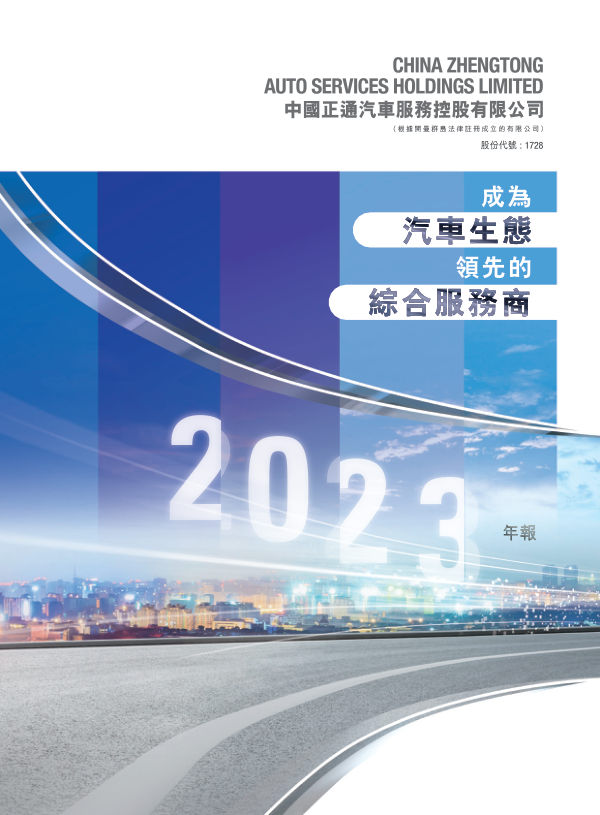 CHINA ZHENGTONG
AUTO SERVICES HOLDINGS LIMITED
中國正通汽車服務控股有限公司
(根據開曼群島法律註冊成立的有限公司)
股份代號 : 1728
成為
汽車生態
領先的
綜合服務商
2023
年報